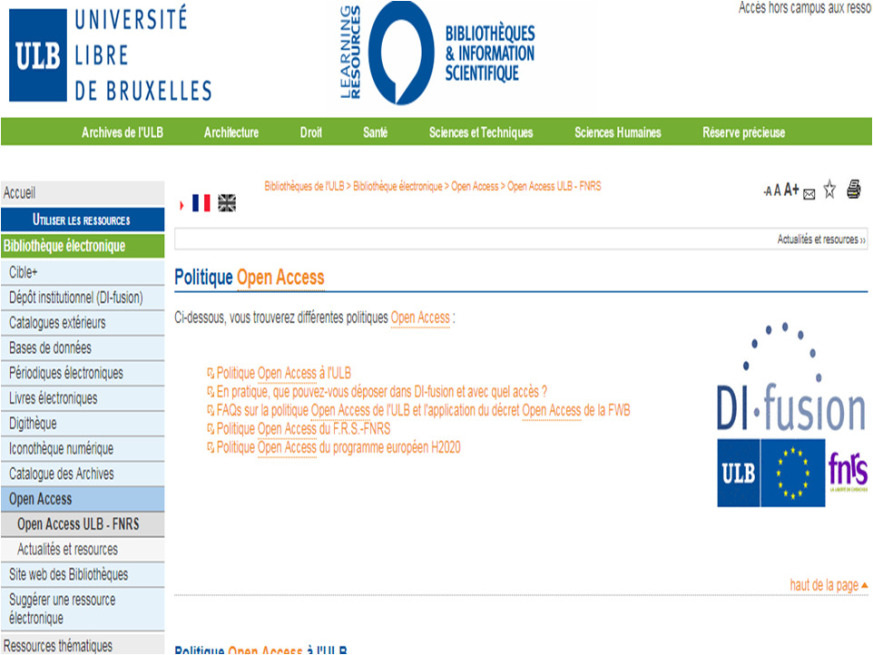 UNIVERSITÉ
LIBRE
DE BRUXELLES
ULB
LEARNING
RESOURCES
BIBLIOTHÈQUES
& INFORMATION
SCIENTIFIQUE
Accès hors campus aux resso
Archives de l'ULB Architecture Droit Santé Sciences et Techniques Sciences Humaines Réserve précieuse
Accueil
UTILISER LES RESSOURCES
Bibliothèque électronique
Cible+
Dépôt institutionnel (DI-fusion)
Catalogues extérieurs
Bases de données
Périodiques électroniques
Livres électroniques
Digithèque
Iconothèque numérique
Catalogue des Archives
Open Access
Open Access ULB - FNRS
Actualités et resources
Site web des Bibliothèques
Suggérer une ressource
électronique
Ressources thématiques
Bibliothèques de l'ULB > Bibliothèque électronique > Open Access > Open Access ULB - FNRS
-A A A+
Actualités et resources ››
Politique Open Access
Ci-dessous, vous trouverez différentes politiques Open Access :
Politique Open Access à l'ULB
En pratique, que pouvez-vous déposer dans DI-fusion et avec quel accès ?
FAQs sur la politique Open Access de l'ULB et l'application du décret Open Access de la FWB
Politique Open Access du F.R.S.-FNRS
Politique Open Access du programme européen H2020
DI-fusion
ULB
fnrs
haut de la page
Politique Open Access à l'ULB